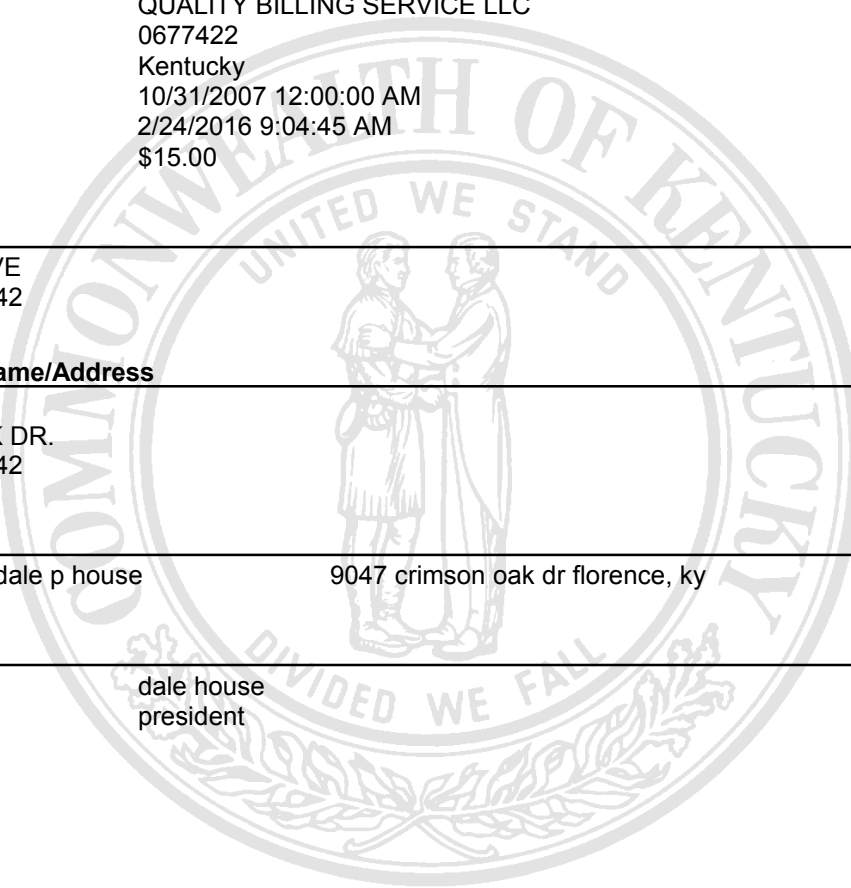 QUALITY BILLING SERVICE LLC
0677422
Kentucky
10/31/2007 12:00:00 AM
2/24/2016 9:04:45 AM
$15.00
VE
42
ame/Address
K DR.
42
dale p house 9047 crimson oak dr florence, ky
dale house
president
COMMONWEALTH OF KENTUCKY
UNITED WE STAND
DIVIDED WE FALL